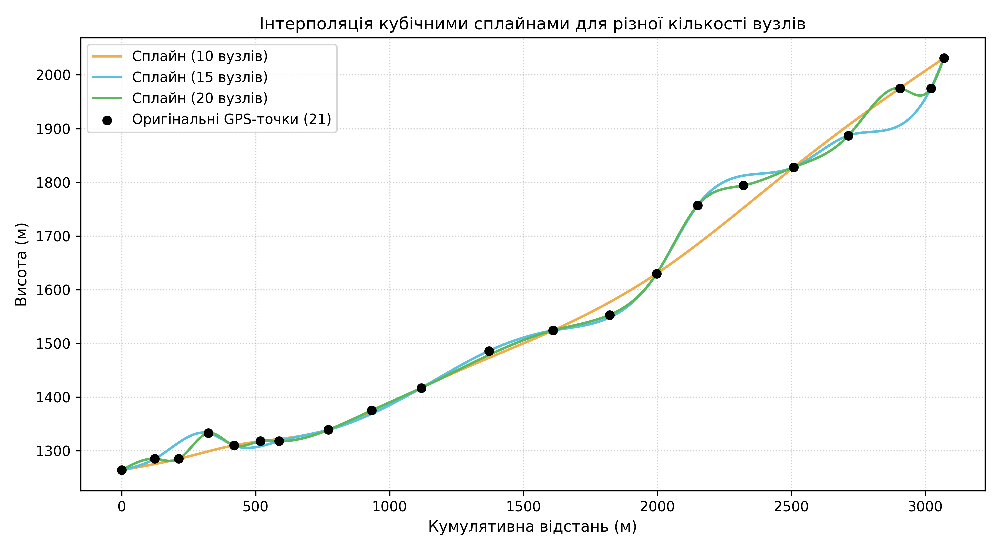 Інтерполяція кубічними сплайнами для різної кількості вузлів
Сплайн (10 вузлів)
Сплайн (15 вузлів)
Сплайн (20 вузлів)
Оригінальні GPS-точки (21)
Висота (м)
2000
1900
1800
1700
1600
1500
1400
1300
0 500 1000 1500 2000 2500 3000
Кумулятивна відстань (м)